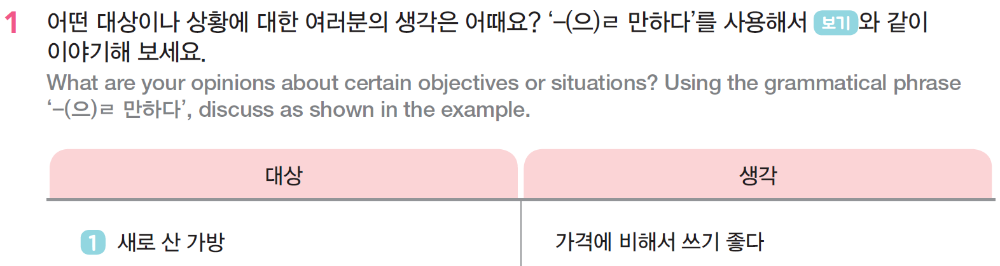 1 어떤 대상이나 상황에 대한 여러분의 생각은 어때요? ‘–(으)ㄹ 만하다’를 사용해서 보기와 같이
이야기해 보세요.
What are your opinions about certain objectives or situations? Using the grammatical phrase
‘–(으)ㄹ 만하다’, discuss as shown in the example.
대상 생각
1 새로 산 가방 가격에 비해서 쓰기 좋다